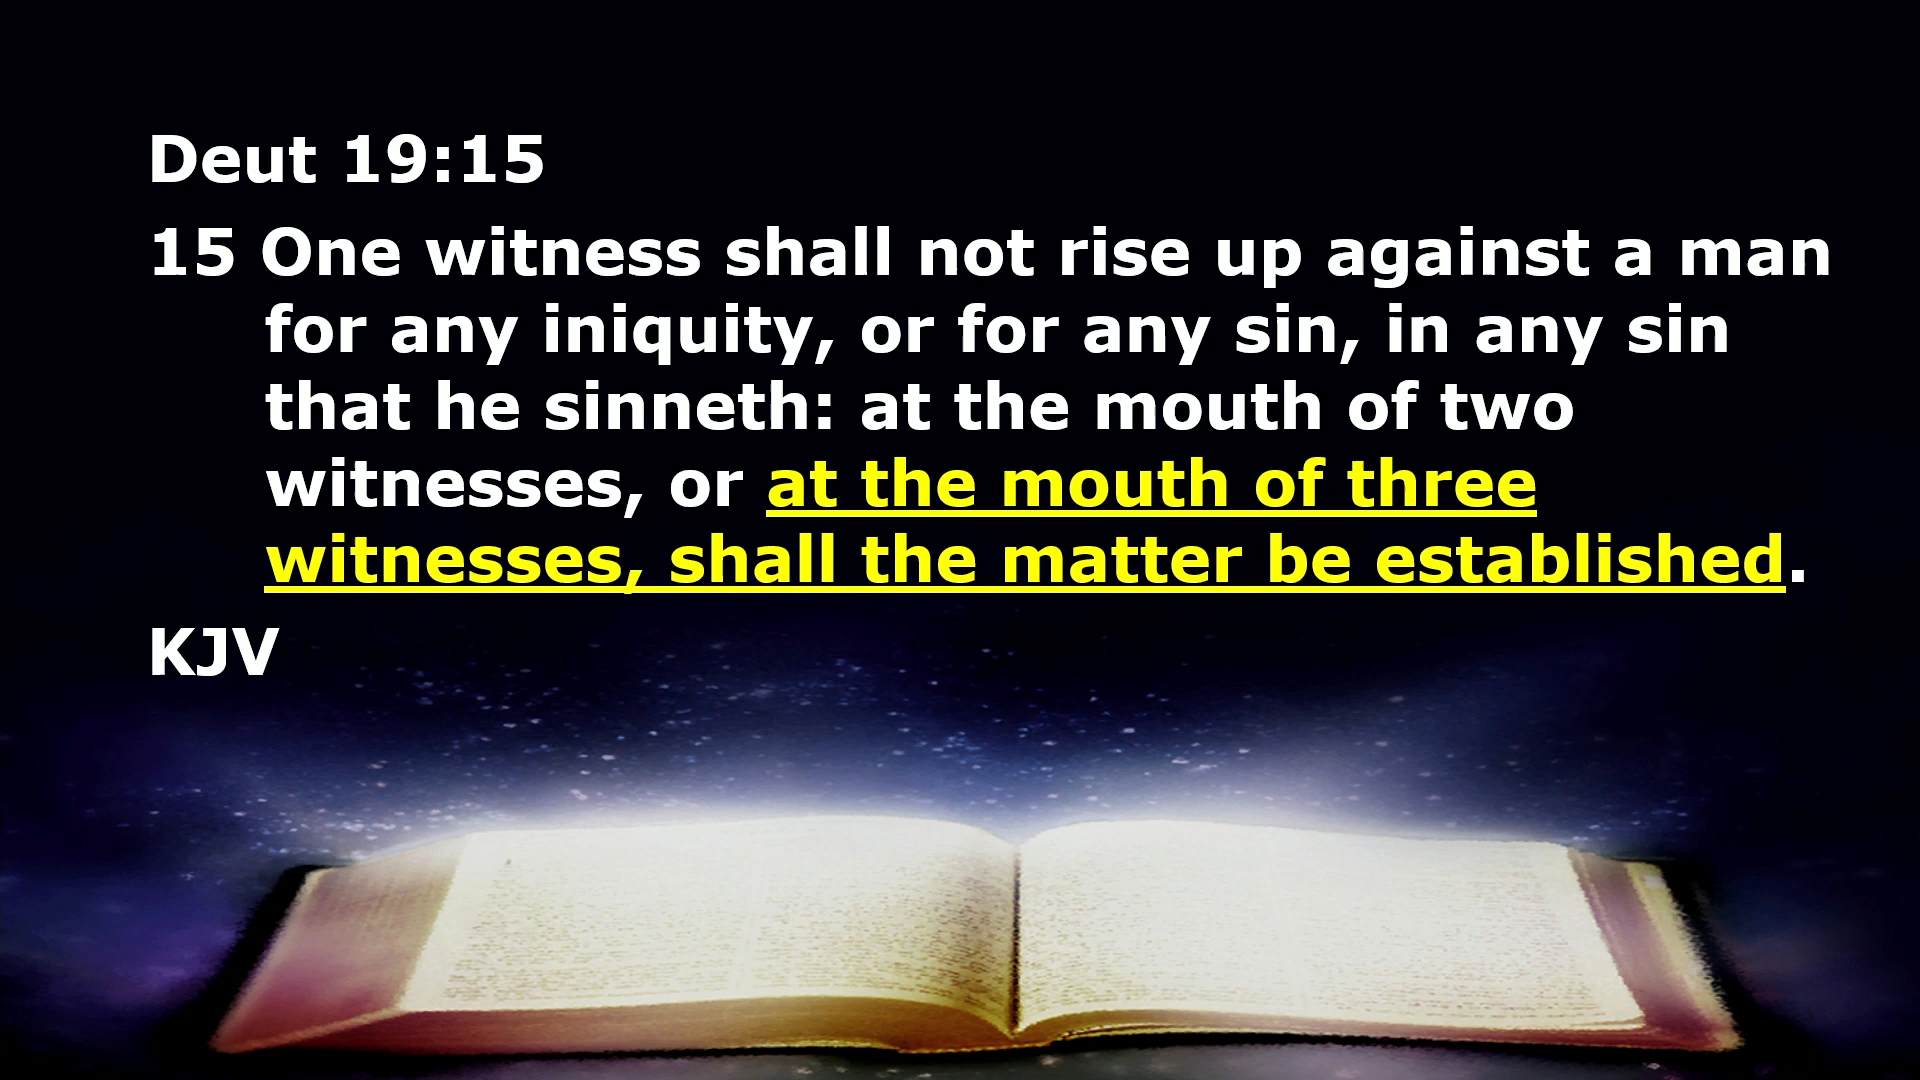 Deut 19:15
15 One witness shall not rise up against a man
for any iniquity, or for any sin, in any sin
that he sinneth: at the mouth of two
witnesses, or at the mouth of three
witnesses, shall the matter be established.
KJV